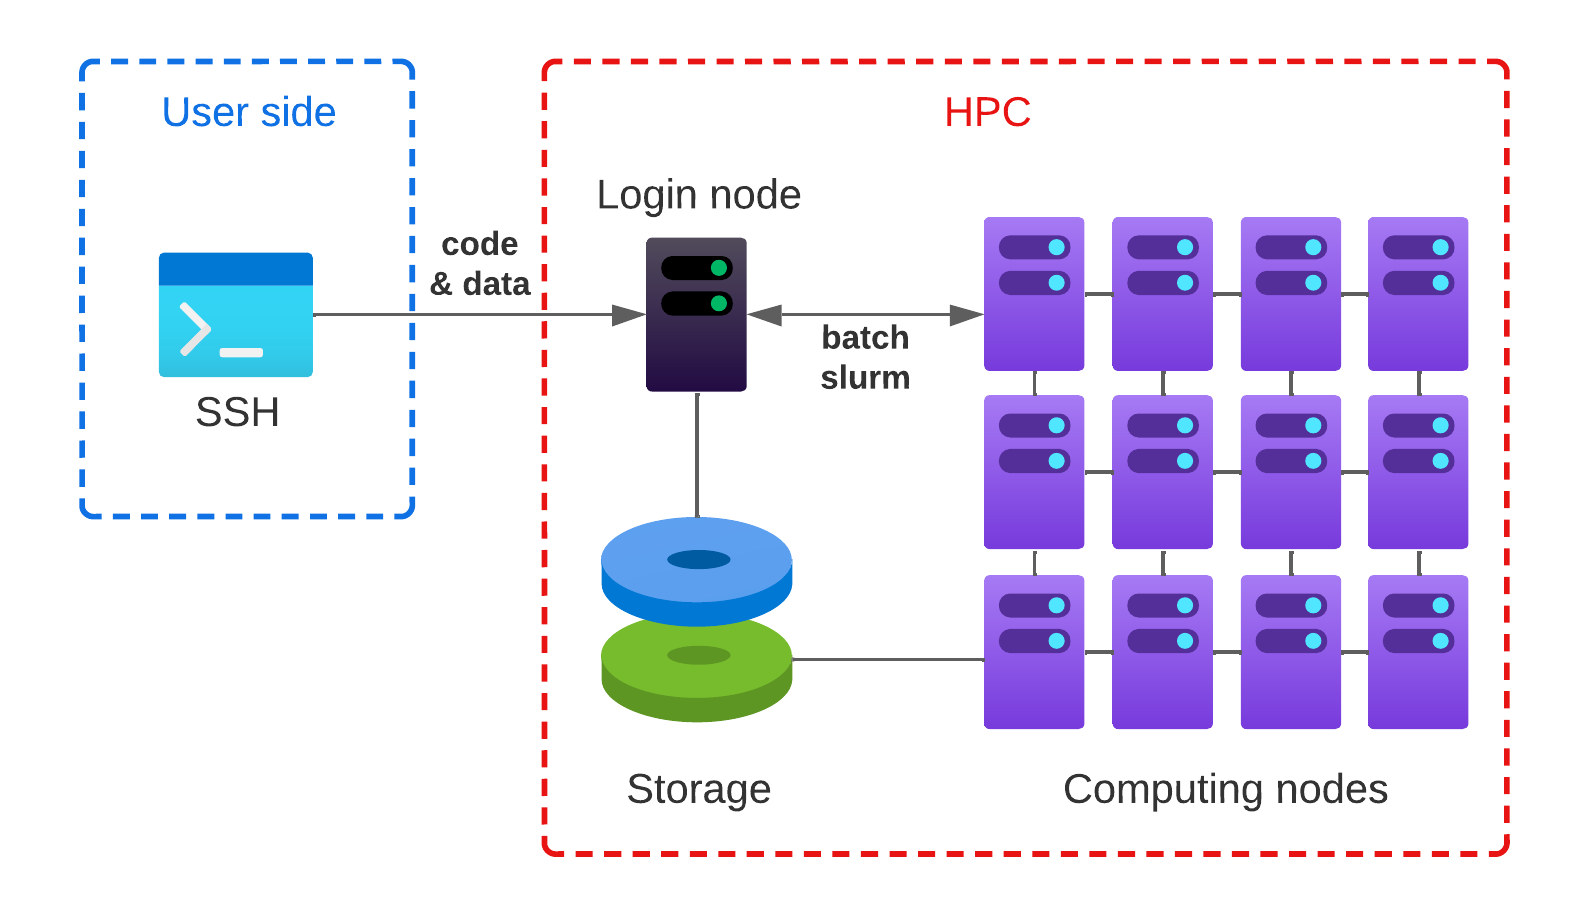 User side
HPC
Login node
code
& data
batch
slurm
SSH
Storage
Computing nodes